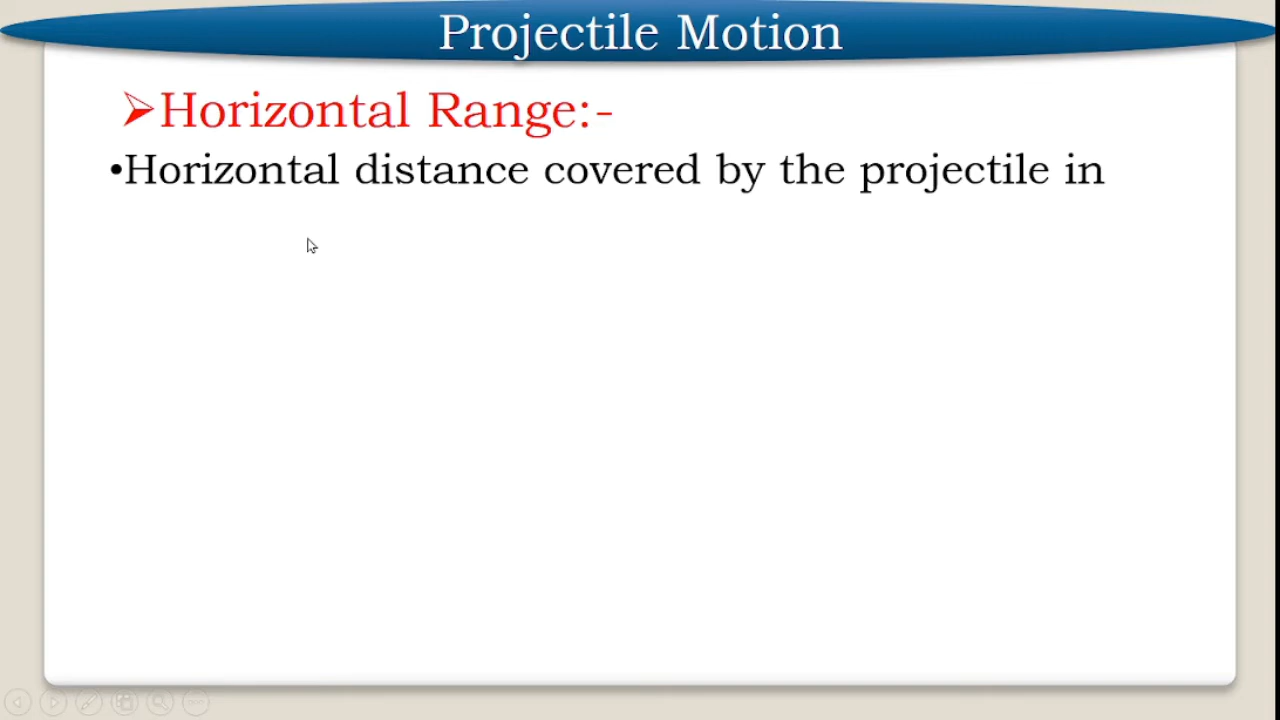 Projectile Motion
➢Horizontal Range:-
•Horizontal distance covered by the projectile in